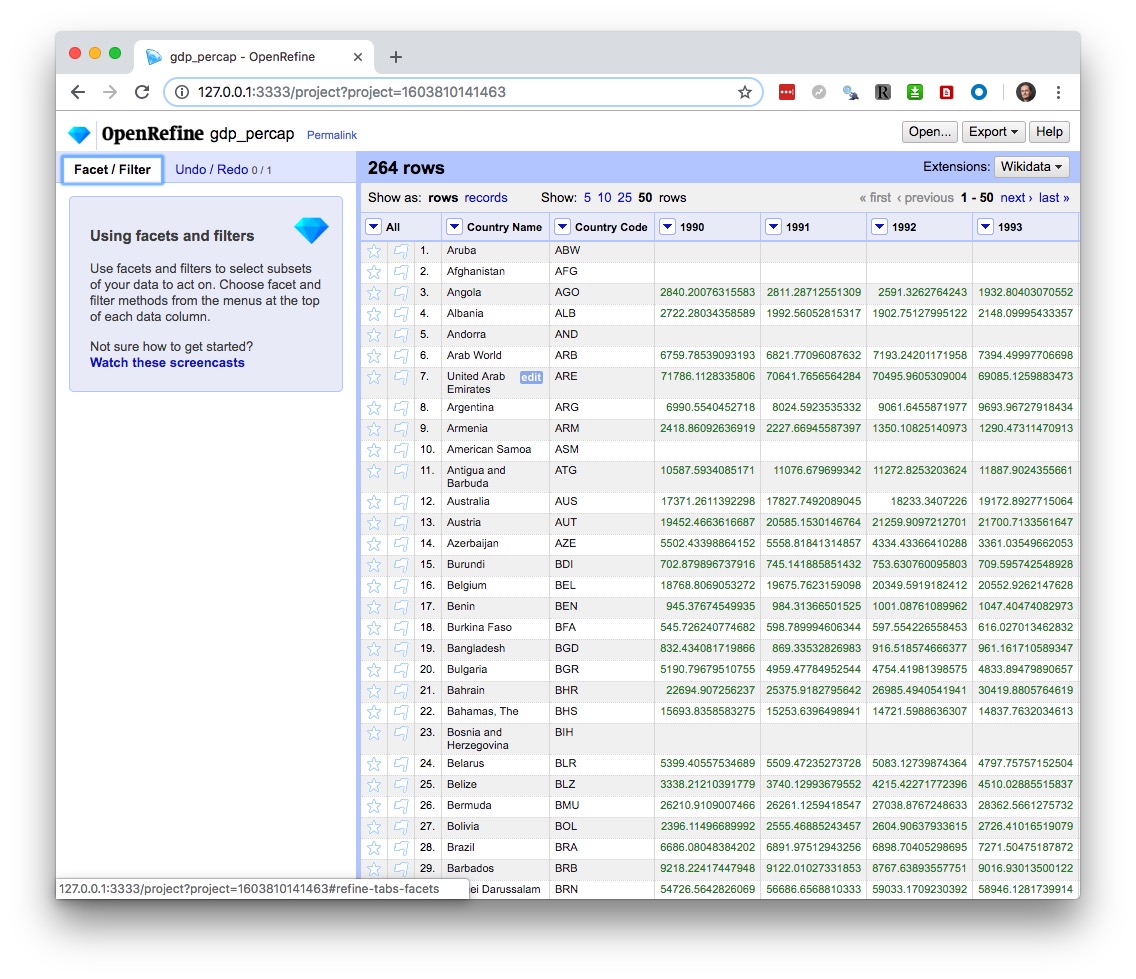 gdp_percap - OpenRefine
127.0.0.1:3333/project?project=1603810141463
OpenRefine gdp_percap Permalink Open... Export Help
Facet / Filter Undo / Redo 0 / 1 264 rows Extensions: Wikidata
Show as: rows records Show: 5 10 25 50 rows « first ‹ previous 1 - 50 next › last »
Using facets and filters
Use facets and filters to select subsets
of your data to act on. Choose facet and
filter methods from the menus at the top
of each data column.
Not sure how to get started?
Watch these screencasts
All Country Name Country Code 1990 1991 1992 1993
1. Aruba ABW
2. Afghanistan AFG
3. Angola AGO 2840.20076315583 2811.28712551309 2591.3262764243 1932.80403070552
4. Albania ALB 2722.28034358589 1992.56052815317 1902.75127995122 2148.09995433357
5. Andorra AND
6. Arab World ARB 6759.78539093193 6821.77096087632 7193.24201171958 7394.49997706698
7. United Arab edit ARE 71786.1128335806 70641.7656564284 70495.9605309004 69085.1259883473
Emirates
8. Argentina ARG 6990.5540452718 8024.5923535332 9061.6455871977 9693.96727918434
9. Armenia ARM 2418.86092636919 2227.66945587397 1350.10825140973 1290.47311470913
10. American Samoa ASM
11. Antigua and ATG 10587.5934085171 11076.679699342 11272.8253203624 11887.9024355661
Barbuda
12. Australia AUS 17371.2611392298 17827.7492089045 18233.3407226 19172.8927715064
13. Austria AUT 19452.4663616687 20585.1530146764 21259.9097212701 21700.7133561647
14. Azerbaijan AZE 5502.43398864152 5558.81841314857 4334.43366410288 3361.03549662053
15. Burundi BDI 702.879896737916 745.141885851432 753.630760095803 709.595742548928
16. Belgium BEL 18768.8069053272 19675.7623159098 20349.5919182412 20552.9262147628
17. Benin BEN 945.37674549935 984.31366501525 1001.08761089962 1047.40474082973
18. Burkina Faso BFA 545.726240774682 598.789994606344 597.554226558453 616.027013462832
19. Bangladesh BGD 832.434081719866 869.33532826983 916.518574666377 961.161710589347
20. Bulgaria BGR 5190.79679510755 4959.47784952544 4754.41981398575 4833.89479890657
21. Bahrain BHR 22694.907256237 25375.9182795642 26985.4940541941 30419.8805764619
22. Bahamas, The BHS 15693.8358583275 15253.6396498941 14721.5988636307 14837.7632034613
23. Bosnia and BIH
Herzegovina
24. Belarus BLR 5399.40557534689 5509.47235273728 5083.12739874364 4797.75757152504
25. Belize BLZ 3338.21210391779 3740.12993679552 4215.42271772396 4510.02885515837
26. Bermuda BMU 26210.9109007466 26261.1259418547 27038.8767248633 28362.5661275732
27. Bolivia BOL 2396.11496689992 2555.46885243457 2604.90637933615 2726.41016519079
28. Brazil BRA 6686.08048384202 6891.97512943256 6898.70405298695 7271.50475187872
29. Barbados BRB 9218.22417447948 9122.01027331853 8767.63893557751 9016.93013500122
127.0.0.1:3333/project?project=1603810141463#refine-tabs-facets ei Darussalam BRN 54726.5642826069 56686.6568810333 59033.1709230392 58946.1281739914